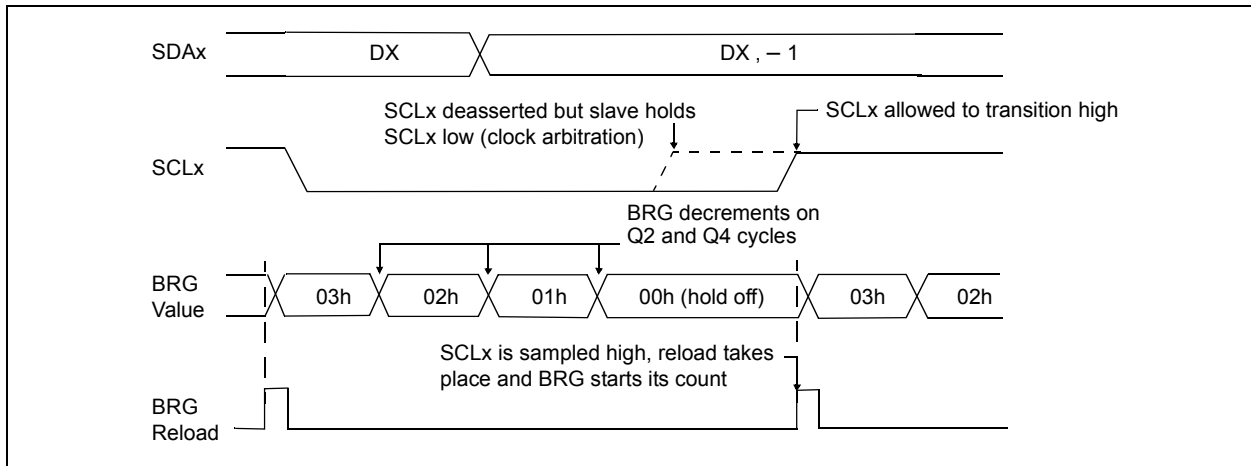 SDAx
DX
DX , – 1
SCLx deasserted but slave holds
SCLx low (clock arbitration)
SCLx allowed to transition high
SCLx
BRG decrements on
Q2 and Q4 cycles
BRG
Value
03h
02h
01h
00h (hold off)
03h
02h
SCLx is sampled high, reload takes
place and BRG starts its count
BRG
Reload